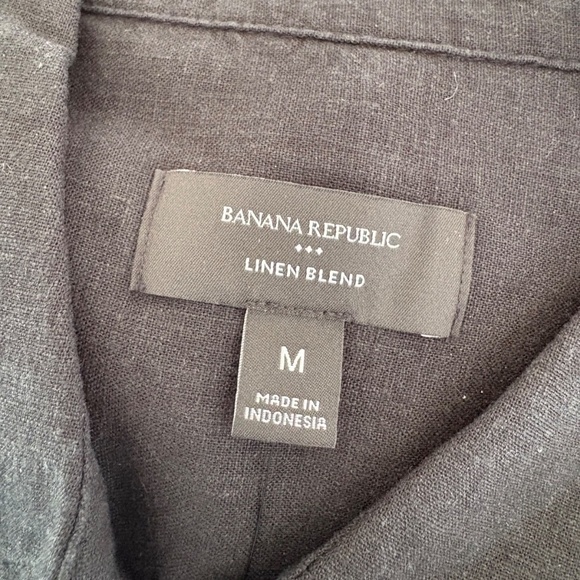 BANANA REPUBLIC
LINEN BLEND
M
MADE IN
INDONESIA